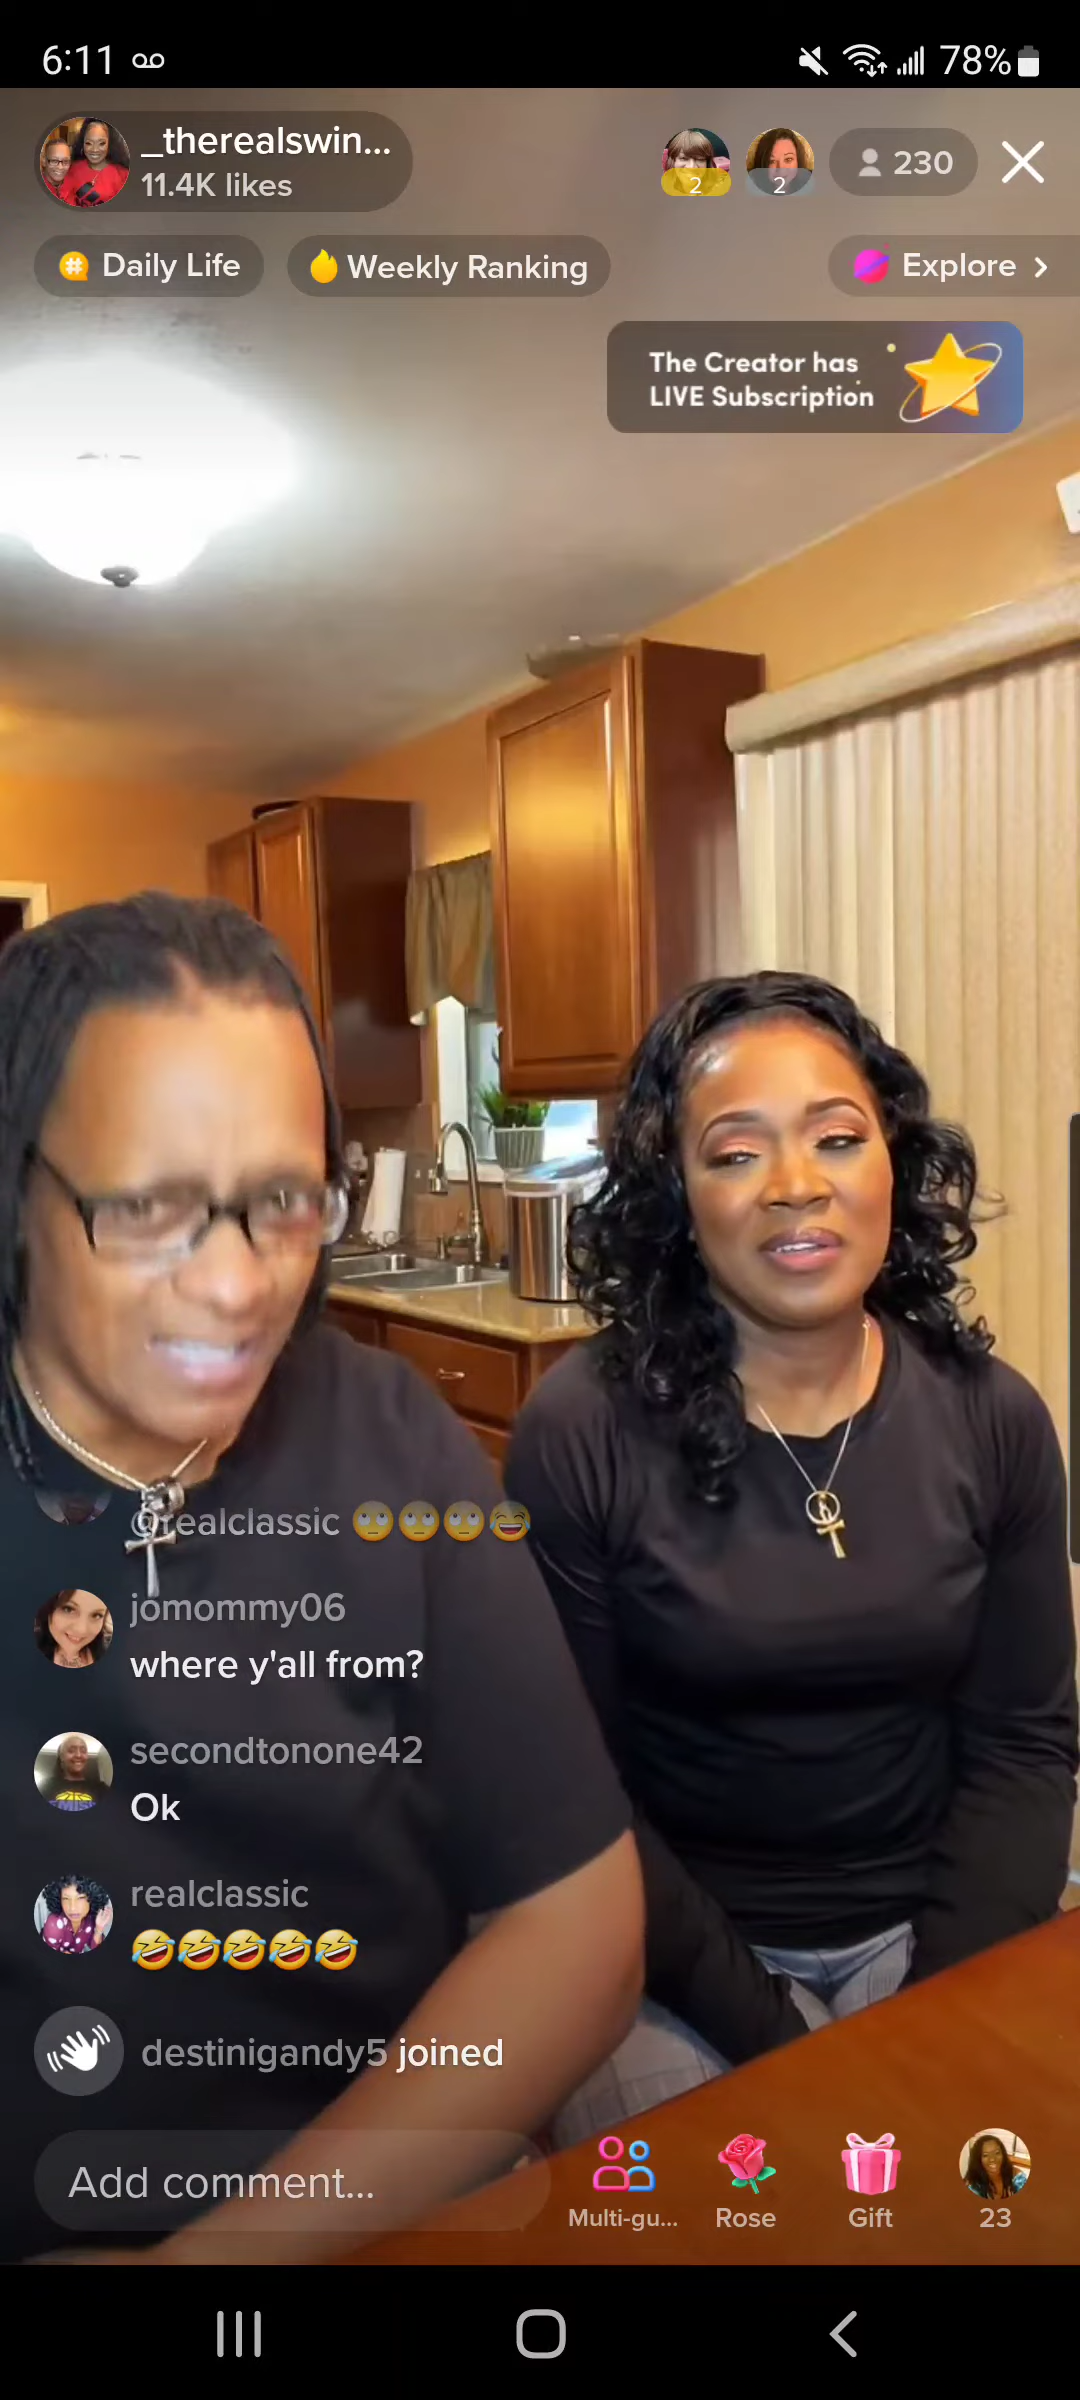 6:11
78%
_therealswin...
11.4K likes
2
2
230
Daily Life
Weekly Ranking
Explore
The Creator has
LIVE Subscription
@realclassic 🙄🙄🙄😂
jomommy06
where y'all from?
secondtonone42
Ok
realclassic
🤣🤣🤣🤣🤣
destinigandy5 joined
Add comment...
Multi-gu...
Rose
Gift
23